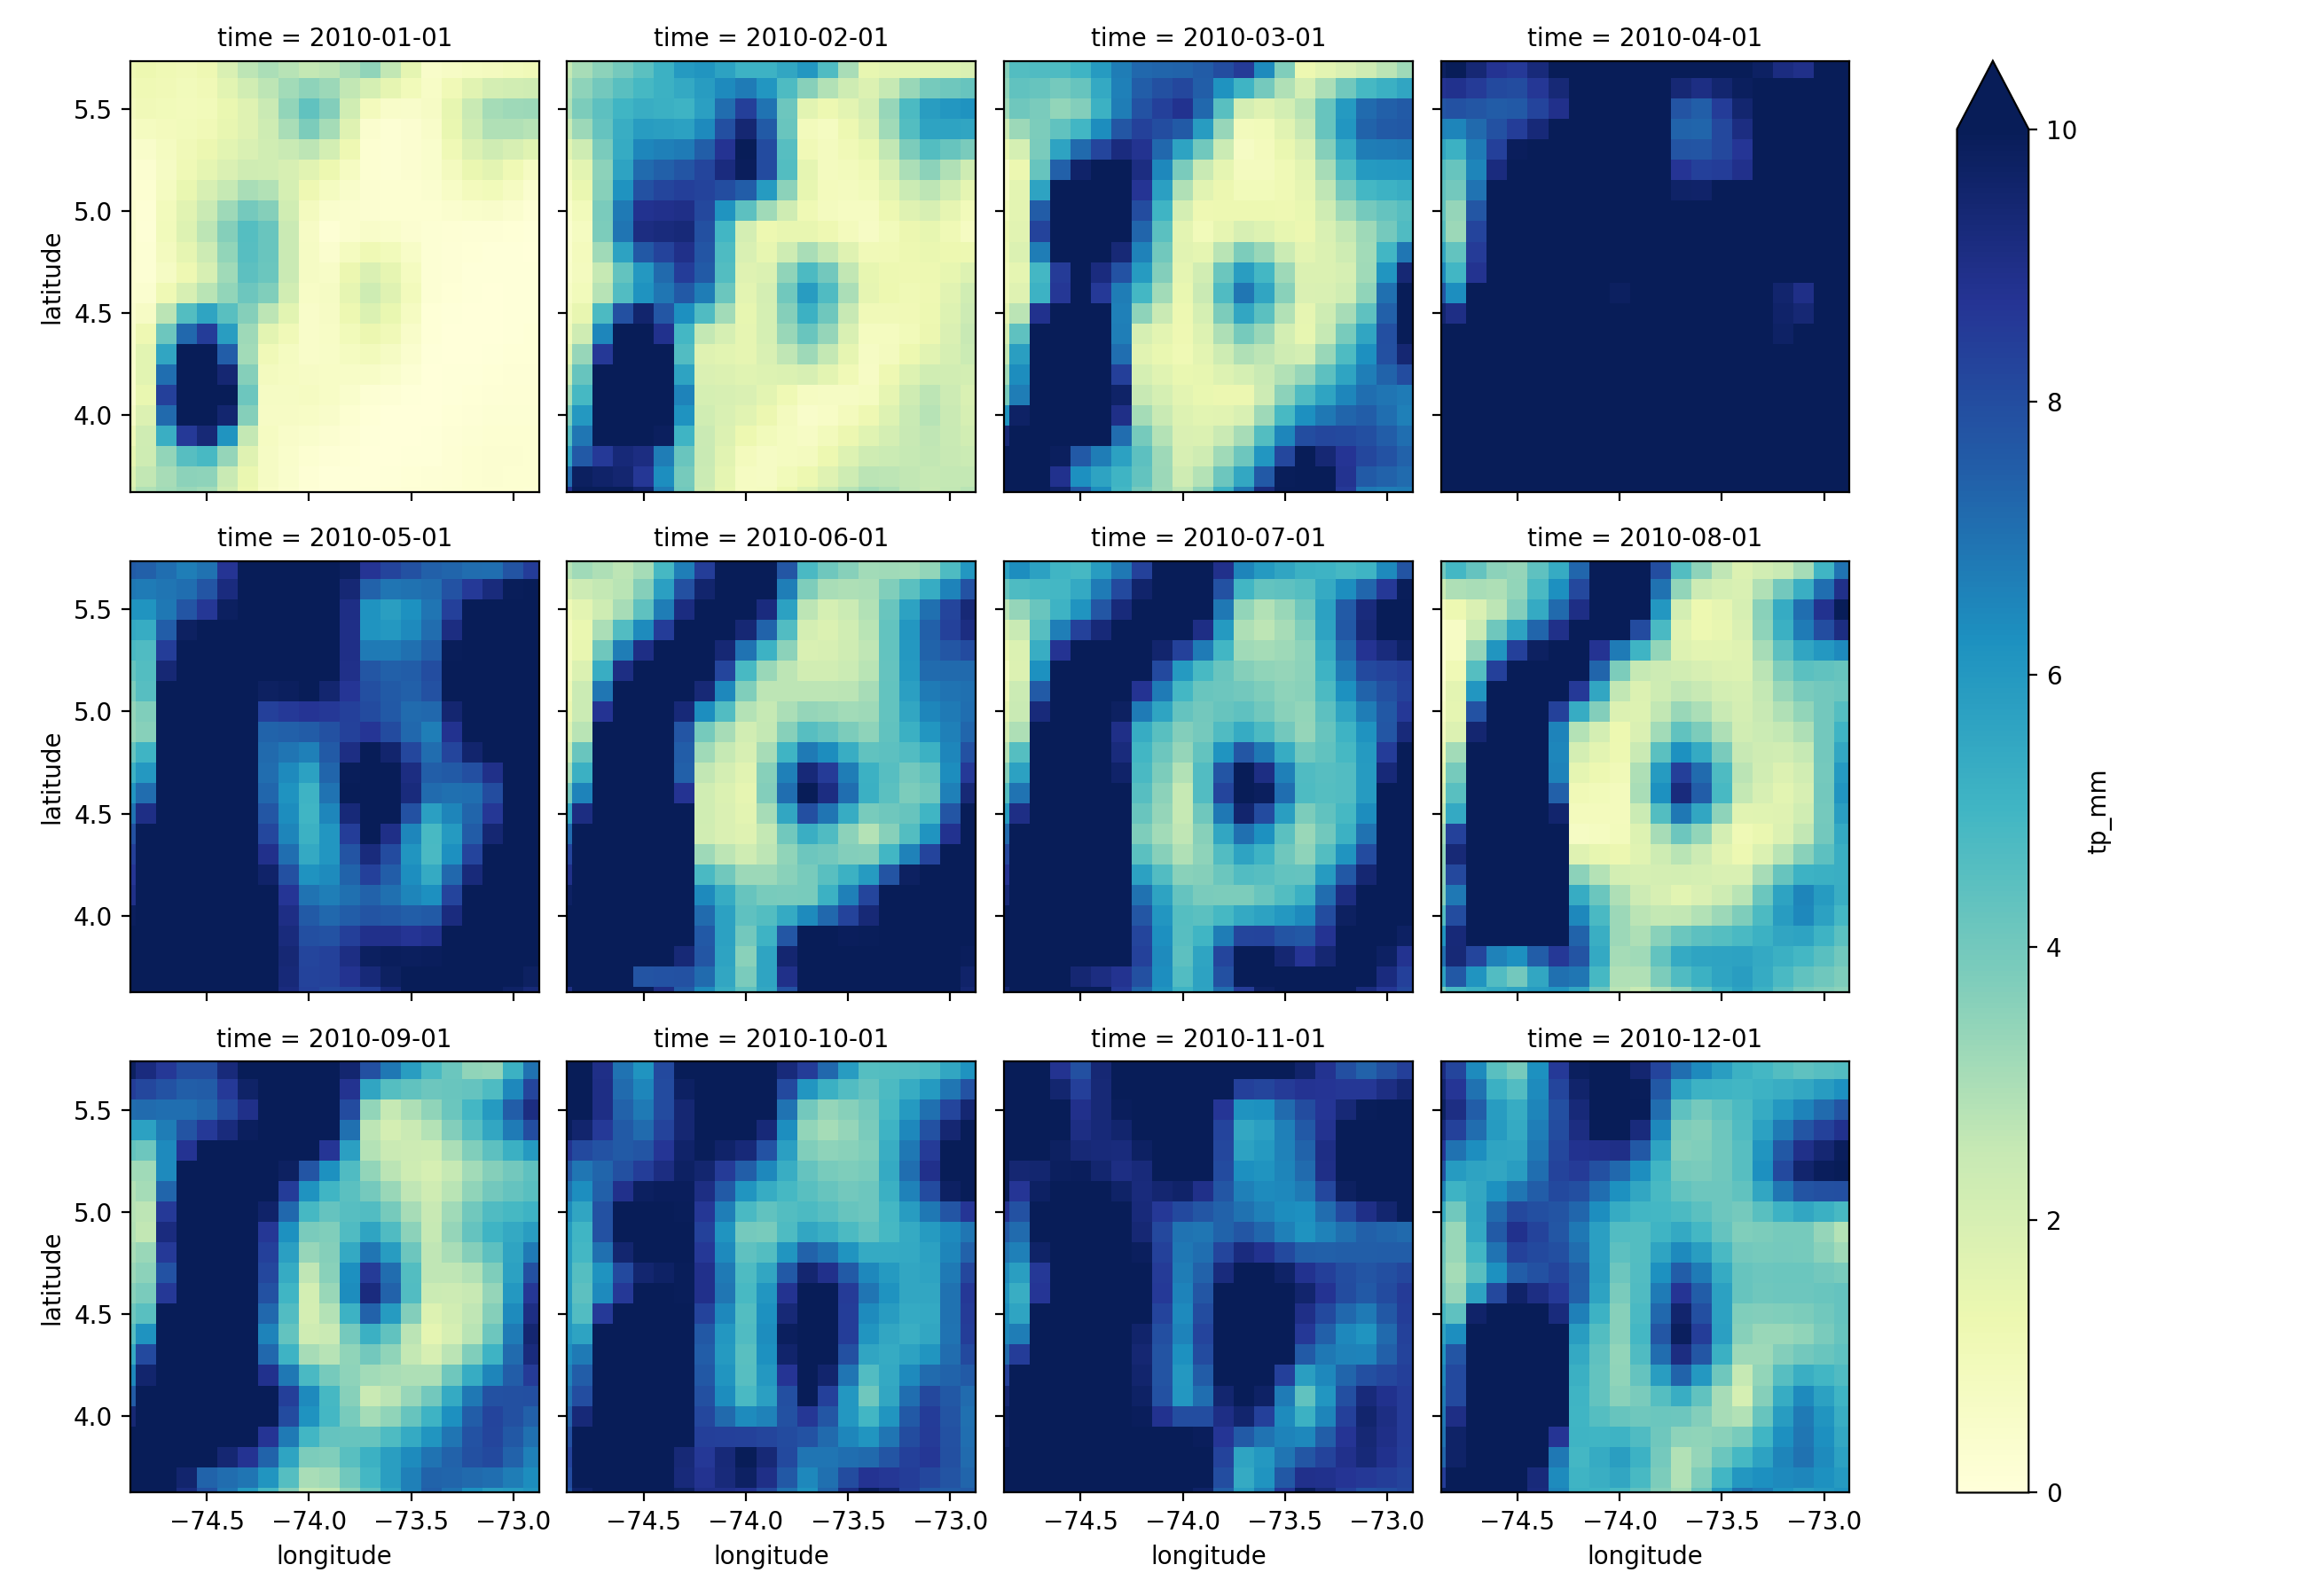 time = 2010-01-01
time = 2010-02-01
time = 2010-03-01
time = 2010-04-01
5.5
5.0
4.5
4.0
latitude
time = 2010-05-01
time = 2010-06-01
time = 2010-07-01
time = 2010-08-01
5.5
5.0
4.5
4.0
latitude
time = 2010-09-01
time = 2010-10-01
time = 2010-11-01
time = 2010-12-01
5.5
5.0
4.5
4.0
latitude
−74.5 −74.0 −73.5 −73.0
longitude
−74.5 −74.0 −73.5 −73.0
longitude
−74.5 −74.0 −73.5 −73.0
longitude
−74.5 −74.0 −73.5 −73.0
longitude
10
8
6
4
2
0
tp_mm